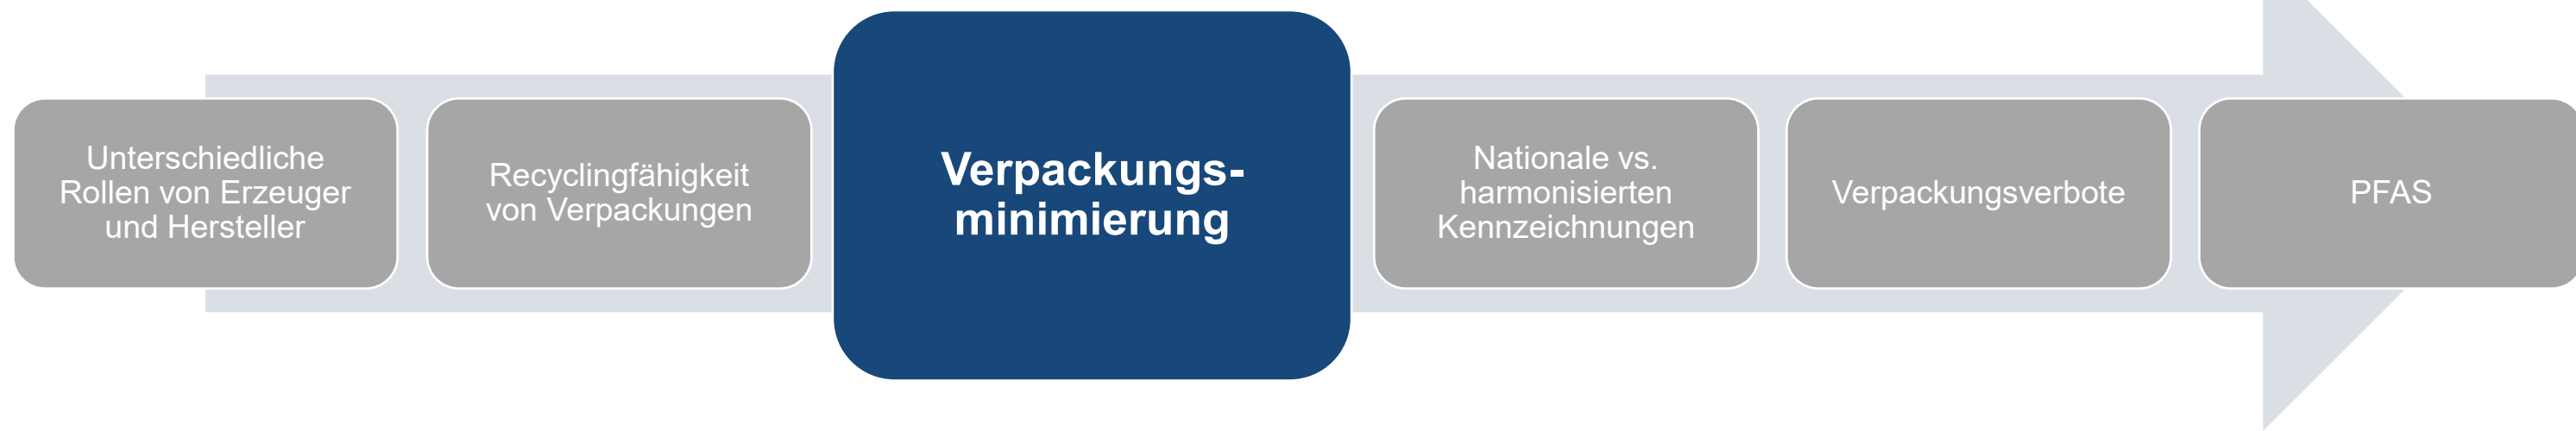 Unterschiedliche
Rollen von Erzeuger
und Hersteller
Recyclingfähigkeit
von Verpackungen
Verpackungs-
minimierung
Nationale vs.
harmonisierten
Kennzeichnungen
Verpackungsverbote
PFAS